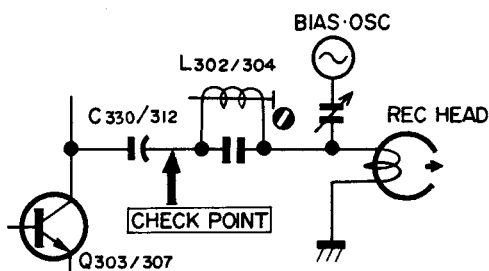 BIAS·OSC
L302/304
C330/312
REC HEAD
CHECK POINT
Q303/307